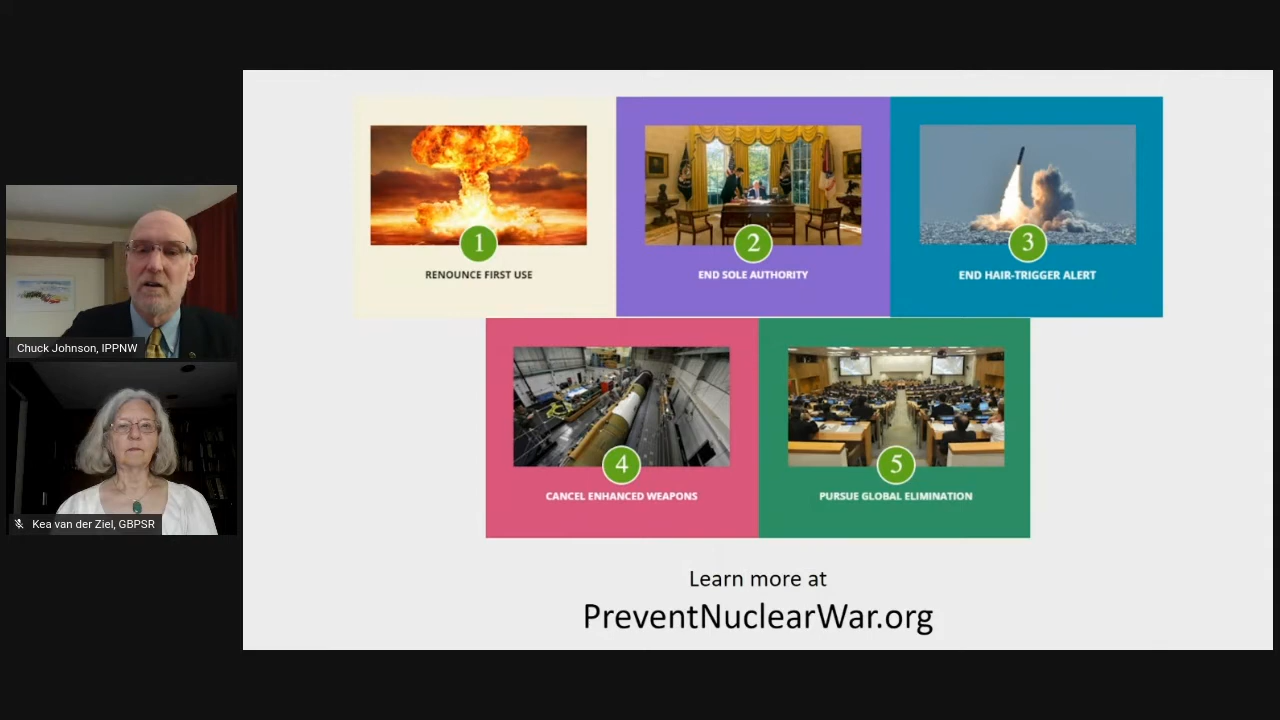 1
RENOUNCE FIRST USE
2
END SOLE AUTHORITY
3
END HAIR-TRIGGER ALERT
4
CANCEL ENHANCED WEAPONS
5
PURSUE GLOBAL ELIMINATION
Learn more at
PreventNuclearWar.org
Chuck Johnson, IPPNW
Kea van der Ziel, GBPSR